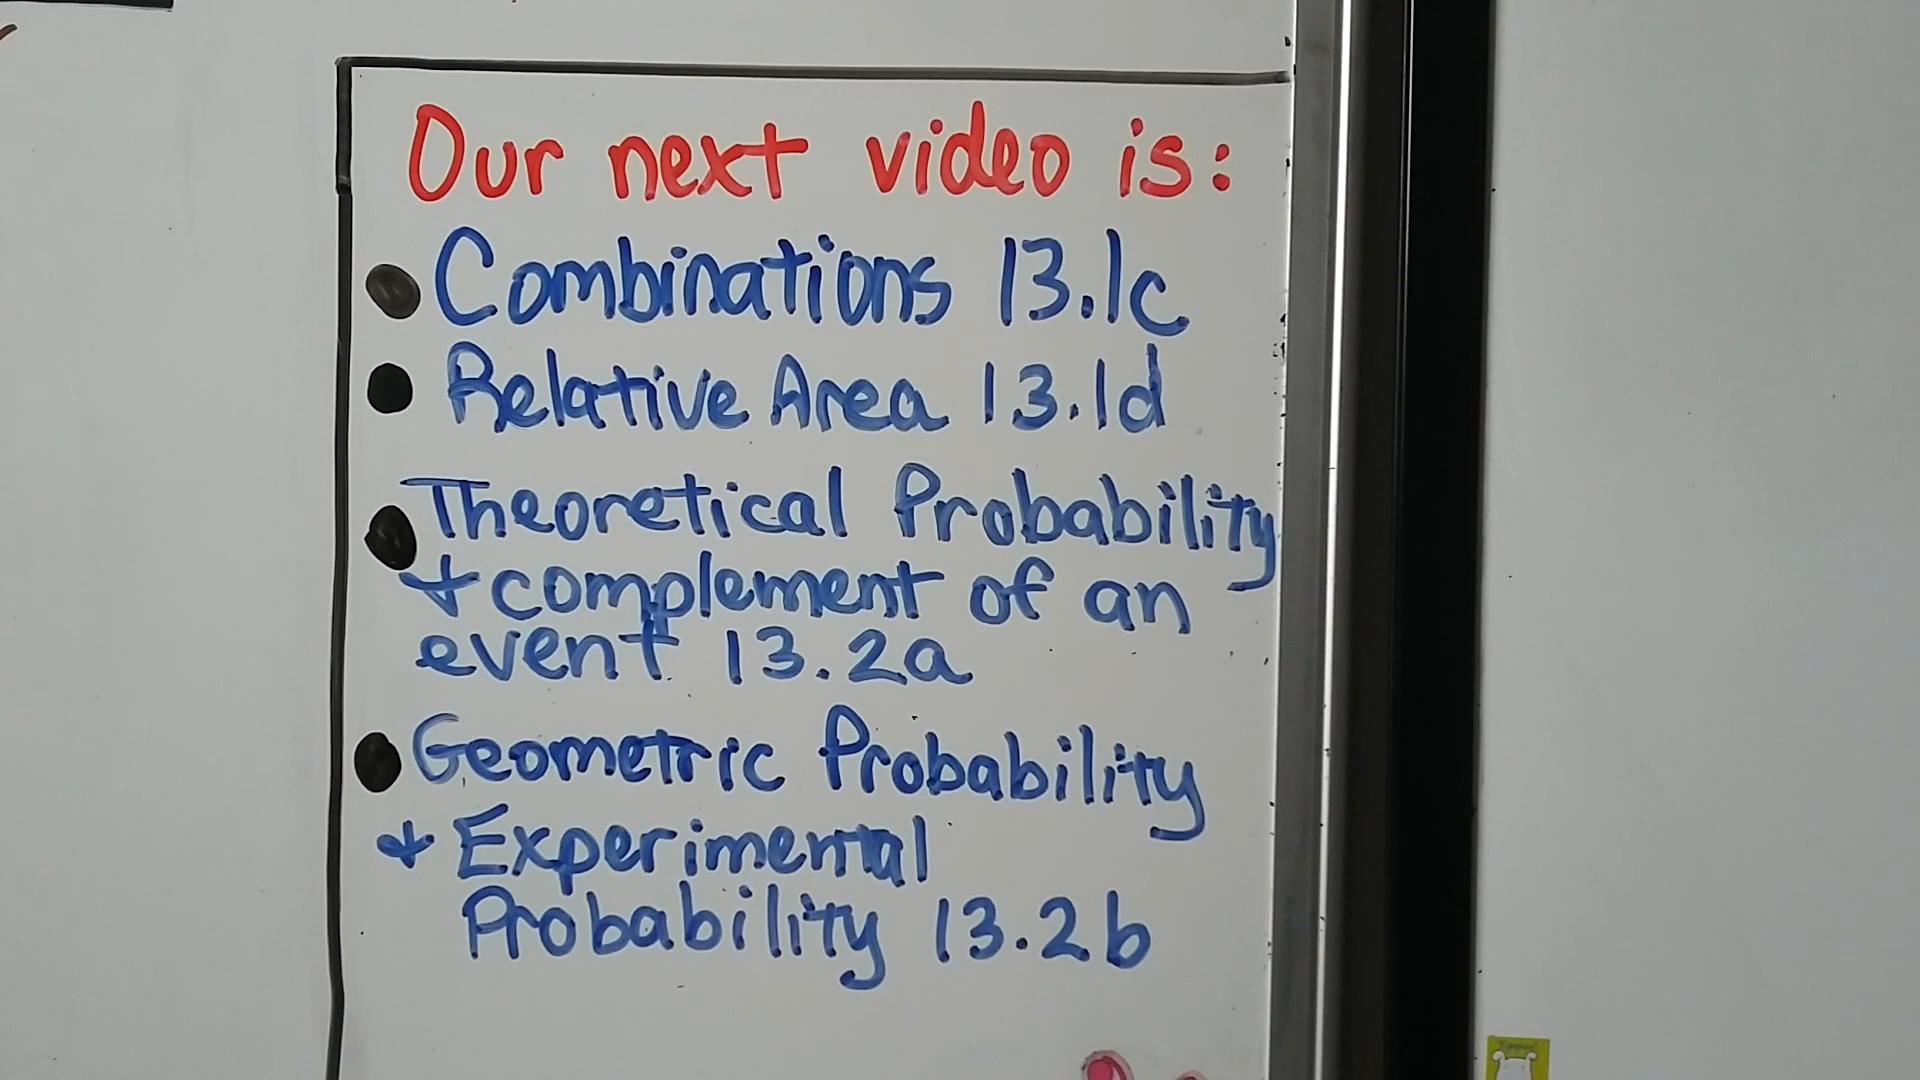 Our next video is:
• Combinations 13.1c
• Relative Area 13.1d
• Theoretical Probability
+ complement of an
event 13.2a
• Geometric Probability
+ Experimental
Probability 13.2b